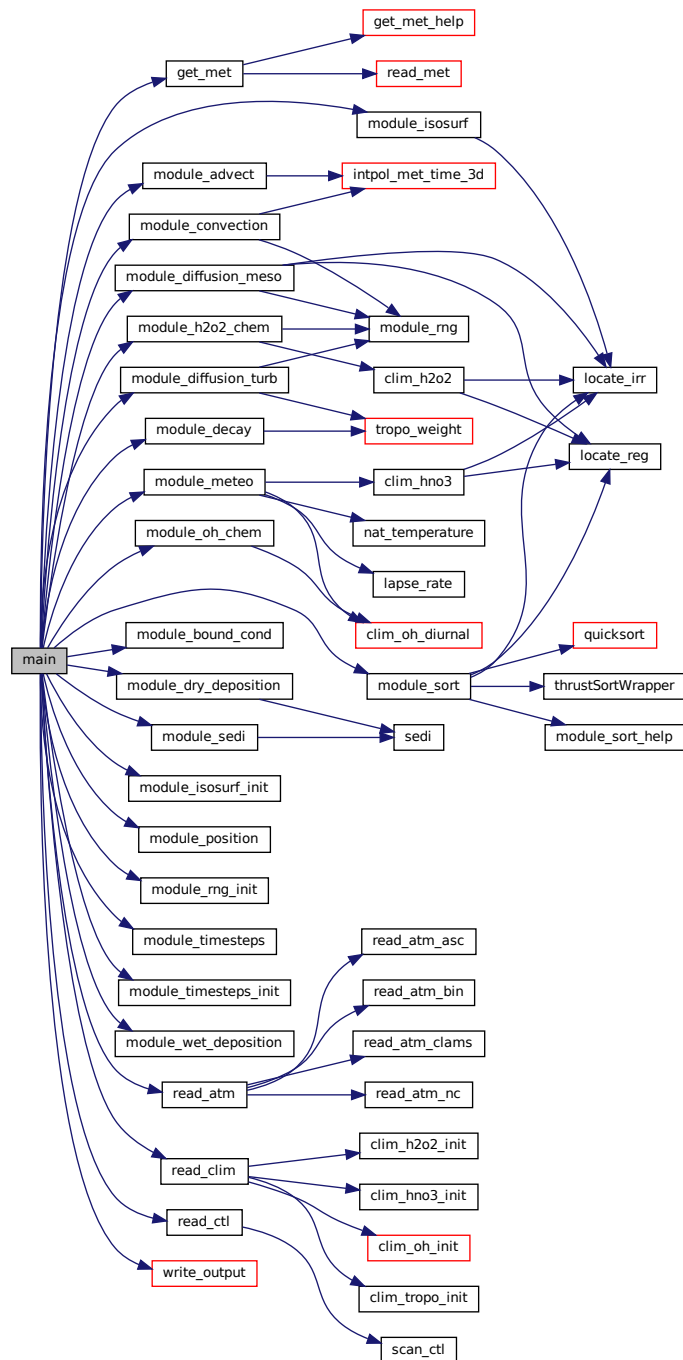 get_met_help
get_met
read_met
module_isosurf
module_advect
intpol_met_time_3d
module_convection
module_diffusion_meso
module_h2o2_chem
module_rng
module_diffusion_turb
clim_h2o2
locate_irr
module_decay
tropo_weight
locate_reg
module_meteo
clim_hno3
module_oh_chem
nat_temperature
lapse_rate
module_bound_cond
clim_oh_diurnal
quicksort
main
module_dry_deposition
module_sort
thrustSortWrapper
module_sedi
sedi
module_sort_help
module_isosurf_init
module_position
module_rng_init
module_timesteps
read_atm_asc
module_timesteps_init
read_atm_bin
module_wet_deposition
read_atm_clams
read_atm
read_atm_nc
clim_h2o2_init
read_clim
clim_hno3_init
read_ctl
clim_oh_init
write_output
clim_tropo_init
scan_ctl